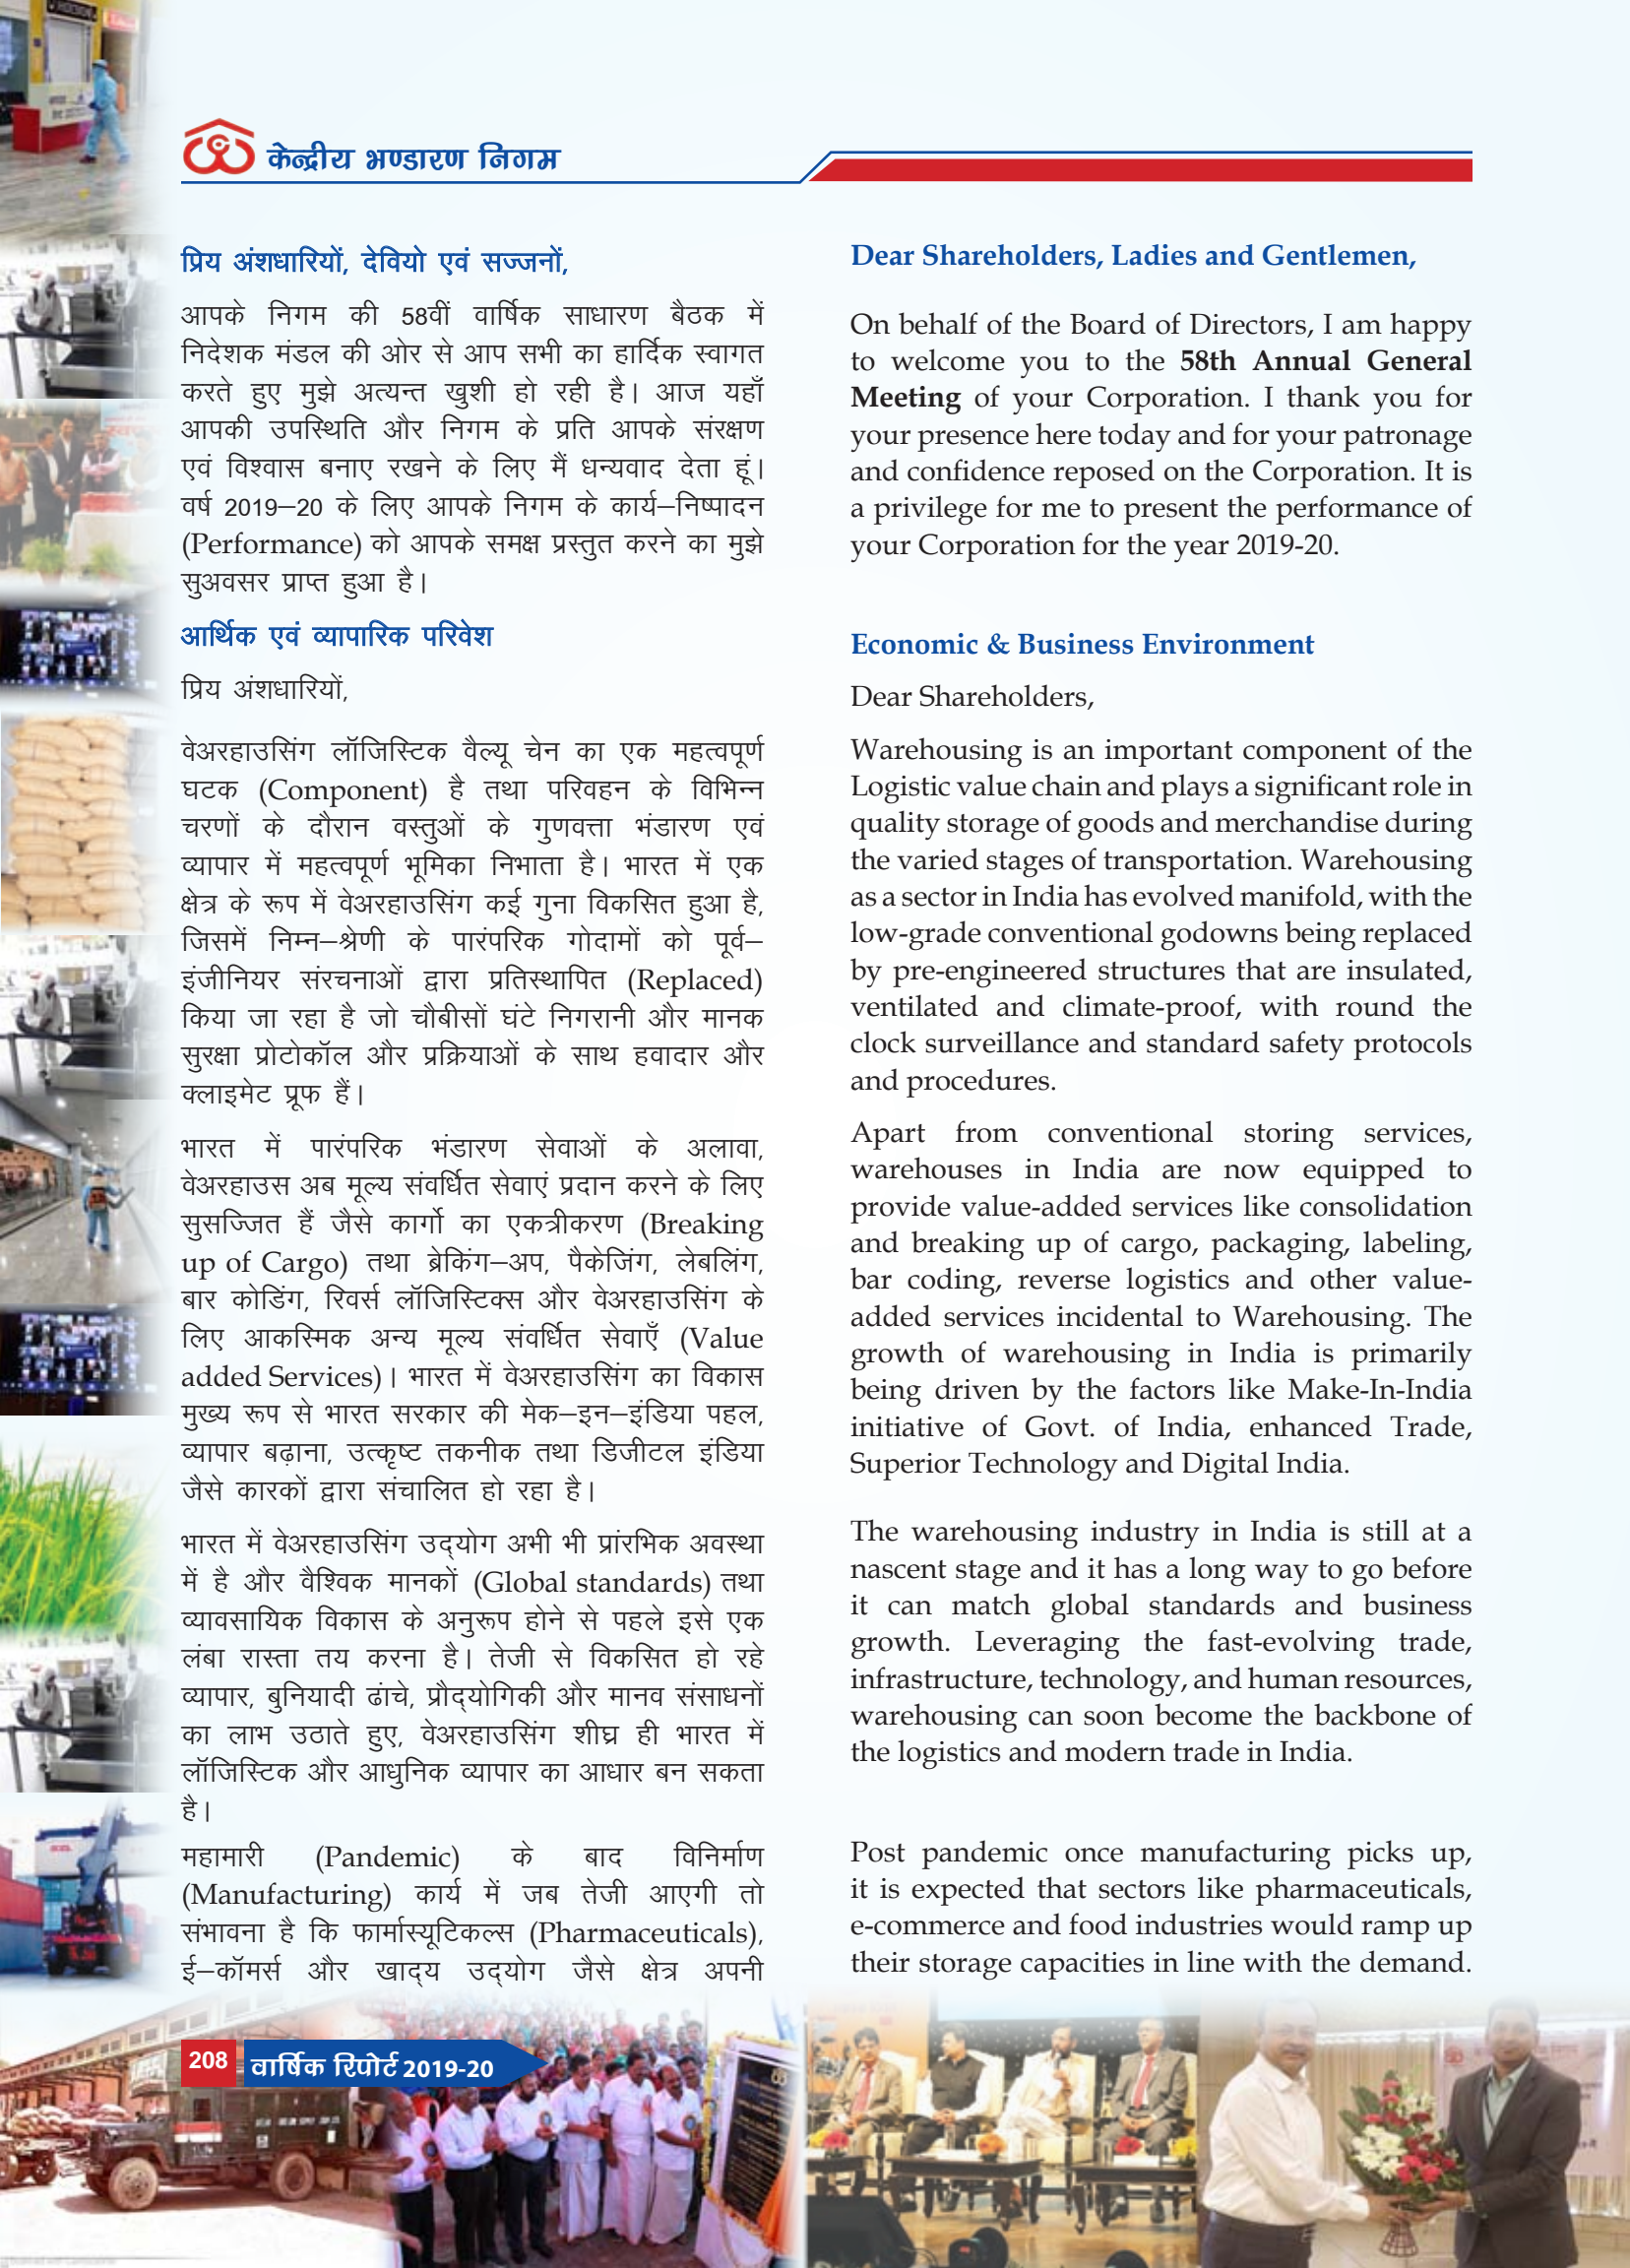 केन्द्रीय भण्डारण निगम
प्रिय अंशधारियों, देवियो एवं सज्जनों,
आपके निगम की 58वीं वार्षिक साधारण बैठक में
निदेशक मंडल की ओर से आप सभी का हार्दिक स्वागत
करते हुए मुझे अत्यन्त खुशी हो रही है। आज यहाँ
आपकी उपस्थिति और निगम के प्रति आपके संरक्षण
एवं विश्वास बनाए रखने के लिए मैं धन्यवाद देता हूं।
वर्ष 2019–20 के लिए आपके निगम के कार्य–निष्पादन
(Performance) को आपके समक्ष प्रस्तुत करने का मुझे
सुअवसर प्राप्त हुआ है।
आर्थिक एवं व्यापारिक परिवेश
प्रिय अंशधारियों,
वेअरहाउसिंग लॉजिस्टिक वैल्यू चेन का एक महत्वपूर्ण
घटक (Component) है तथा परिवहन के विभिन्न
चरणों के दौरान वस्तुओं के गुणवत्ता भंडारण एवं
व्यापार में महत्वपूर्ण भूमिका निभाता है। भारत में एक
क्षेत्र के रूप में वेअरहाउसिंग कई गुना विकसित हुआ है,
जिसमें निम्न–श्रेणी के पारंपरिक गोदामों को पूर्व–
इंजीनियर संरचनाओं द्वारा प्रतिस्थापित (Replaced)
किया जा रहा है जो चौबीसों घंटे निगरानी और मानक
सुरक्षा प्रोटोकॉल और प्रक्रियाओं के साथ हवादार और
क्लाइमेट प्रूफ हैं।
भारत में पारंपरिक भंडारण सेवाओं के अलावा,
वेअरहाउस अब मूल्य संवर्धित सेवाएं प्रदान करने के लिए
सुसज्जित हैं जैसे कार्गो का एकत्रीकरण (Breaking
up of Cargo) तथा ब्रेकिंग–अप, पैकेजिंग, लेबलिंग,
बार कोडिंग, रिवर्स लॉजिस्टिक्स और वेअरहाउसिंग के
लिए आकस्मिक अन्य मूल्य संवर्धित सेवाएँ (Value
added Services)। भारत में वेअरहाउसिंग का विकास
मुख्य रूप से भारत सरकार की मेक–इन–इंडिया पहल,
व्यापार बढ़ाना, उत्कृष्ट तकनीक तथा डिजीटल इंडिया
जैसे कारकों द्वारा संचालित हो रहा है।
भारत में वेअरहाउसिंग उद्योग अभी भी प्रांरभिक अवस्था
में है और वैश्विक मानकों (Global standards) तथा
व्यावसायिक विकास के अनुरूप होने से पहले इसे एक
लंबा रास्ता तय करना है। तेजी से विकसित हो रहे
व्यापार, बुनियादी ढांचे, प्रौद्योगिकी और मानव संसाधनों
का लाभ उठाते हुए, वेअरहाउसिंग शीघ्र ही भारत में
लॉजिस्टिक और आधुनिक व्यापार का आधार बन सकता
है।
महामारी (Pandemic) के बाद विनिर्माण
(Manufacturing) कार्य में जब तेजी आएगी तो
संभावना है कि फार्मास्यूटिकल्स (Pharmaceuticals),
ई–कॉमर्स और खाद्य उद्योग जैसे क्षेत्र अपनी
Dear Shareholders, Ladies and Gentlemen,
On behalf of the Board of Directors, I am happy
to welcome you to the 58th Annual General
Meeting of your Corporation. I thank you for
your presence here today and for your patronage
and confidence reposed on the Corporation. It is
a privilege for me to present the performance of
your Corporation for the year 2019-20.
Economic & Business Environment
Dear Shareholders,
Warehousing is an important component of the
Logistic value chain and plays a significant role in
quality storage of goods and merchandise during
the varied stages of transportation. Warehousing
as a sector in India has evolved manifold, with the
low-grade conventional godowns being replaced
by pre-engineered structures that are insulated,
ventilated and climate-proof, with round the
clock surveillance and standard safety protocols
and procedures.
Apart from conventional storing services,
warehouses in India are now equipped to
provide value-added services like consolidation
and breaking up of cargo, packaging, labeling,
bar coding, reverse logistics and other value-
added services incidental to Warehousing. The
growth of warehousing in India is primarily
being driven by the factors like Make-In-India
initiative of Govt. of India, enhanced Trade,
Superior Technology and Digital India.
The warehousing industry in India is still at a
nascent stage and it has a long way to go before
it can match global standards and business
growth. Leveraging the fast-evolving trade,
infrastructure, technology, and human resources,
warehousing can soon become the backbone of
the logistics and modern trade in India.
Post pandemic once manufacturing picks up,
it is expected that sectors like pharmaceuticals,
e-commerce and food industries would ramp up
their storage capacities in line with the demand.
208 वार्षिक रिपोर्ट 2019-20